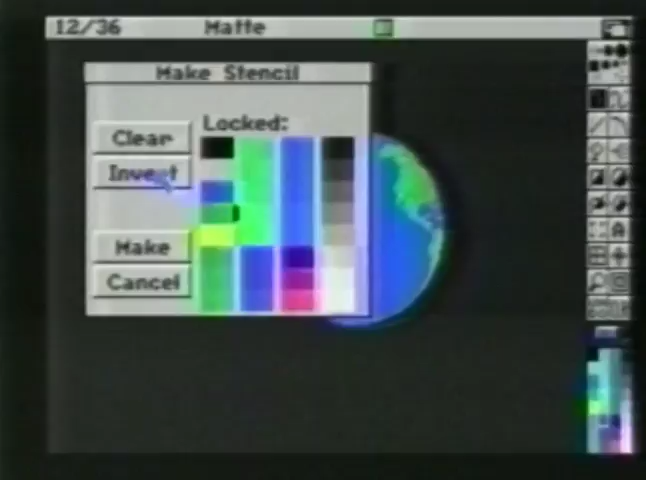 12/36 Matte
Make Stencil
Locked:
Clear
Invert
Make
Cancel